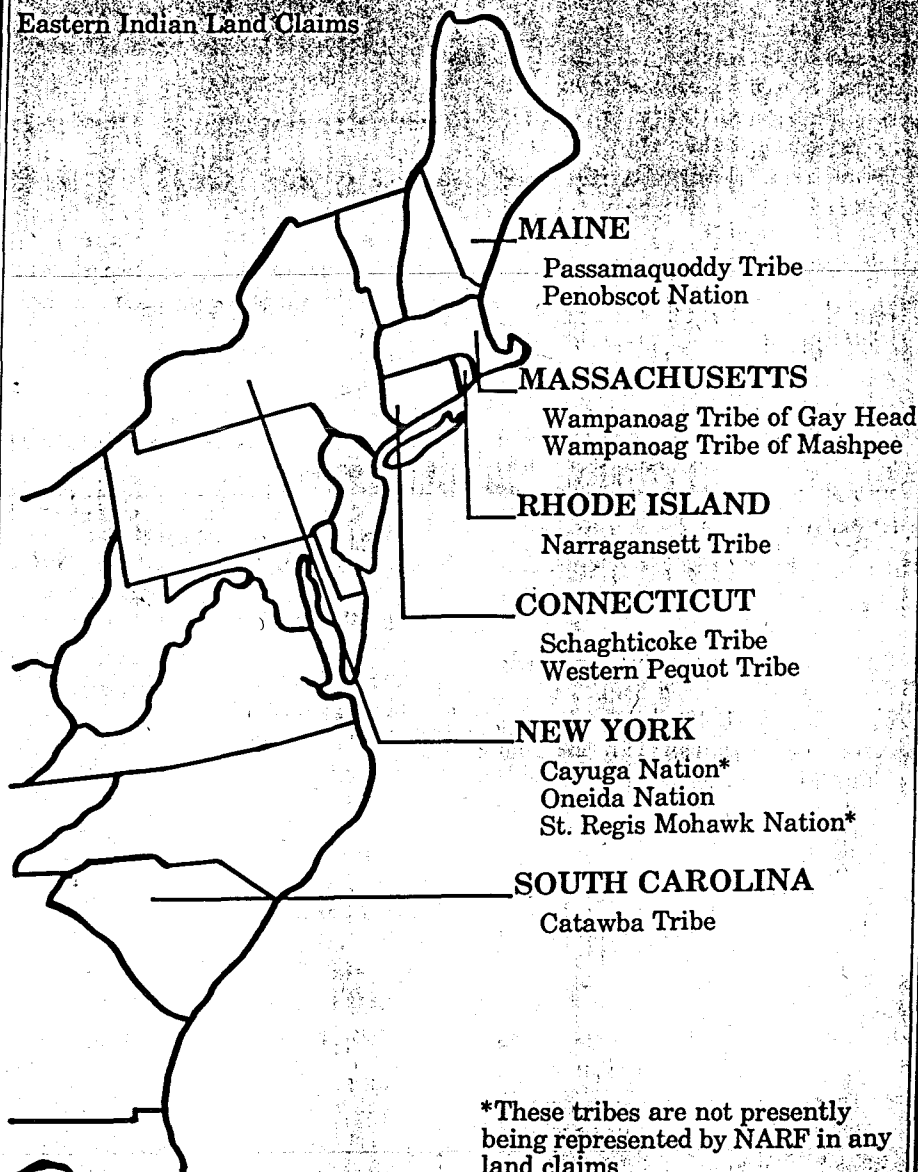 Eastern Indian Land Claims
MAINE
Passamaquoddy Tribe
Penobscot Nation
MASSACHUSETTS
Wampanoag Tribe of Gay Head
Wampanoag Tribe of Mashpee
RHODE ISLAND
Narragansett Tribe
CONNECTICUT
Schaghticoke Tribe
Western Pequot Tribe
NEW YORK
Cayuga Nation*
Oneida Nation
St. Regis Mohawk Nation*
SOUTH CAROLINA
Catawba Tribe
*These tribes are not presently
being represented by NARF in any
land claims